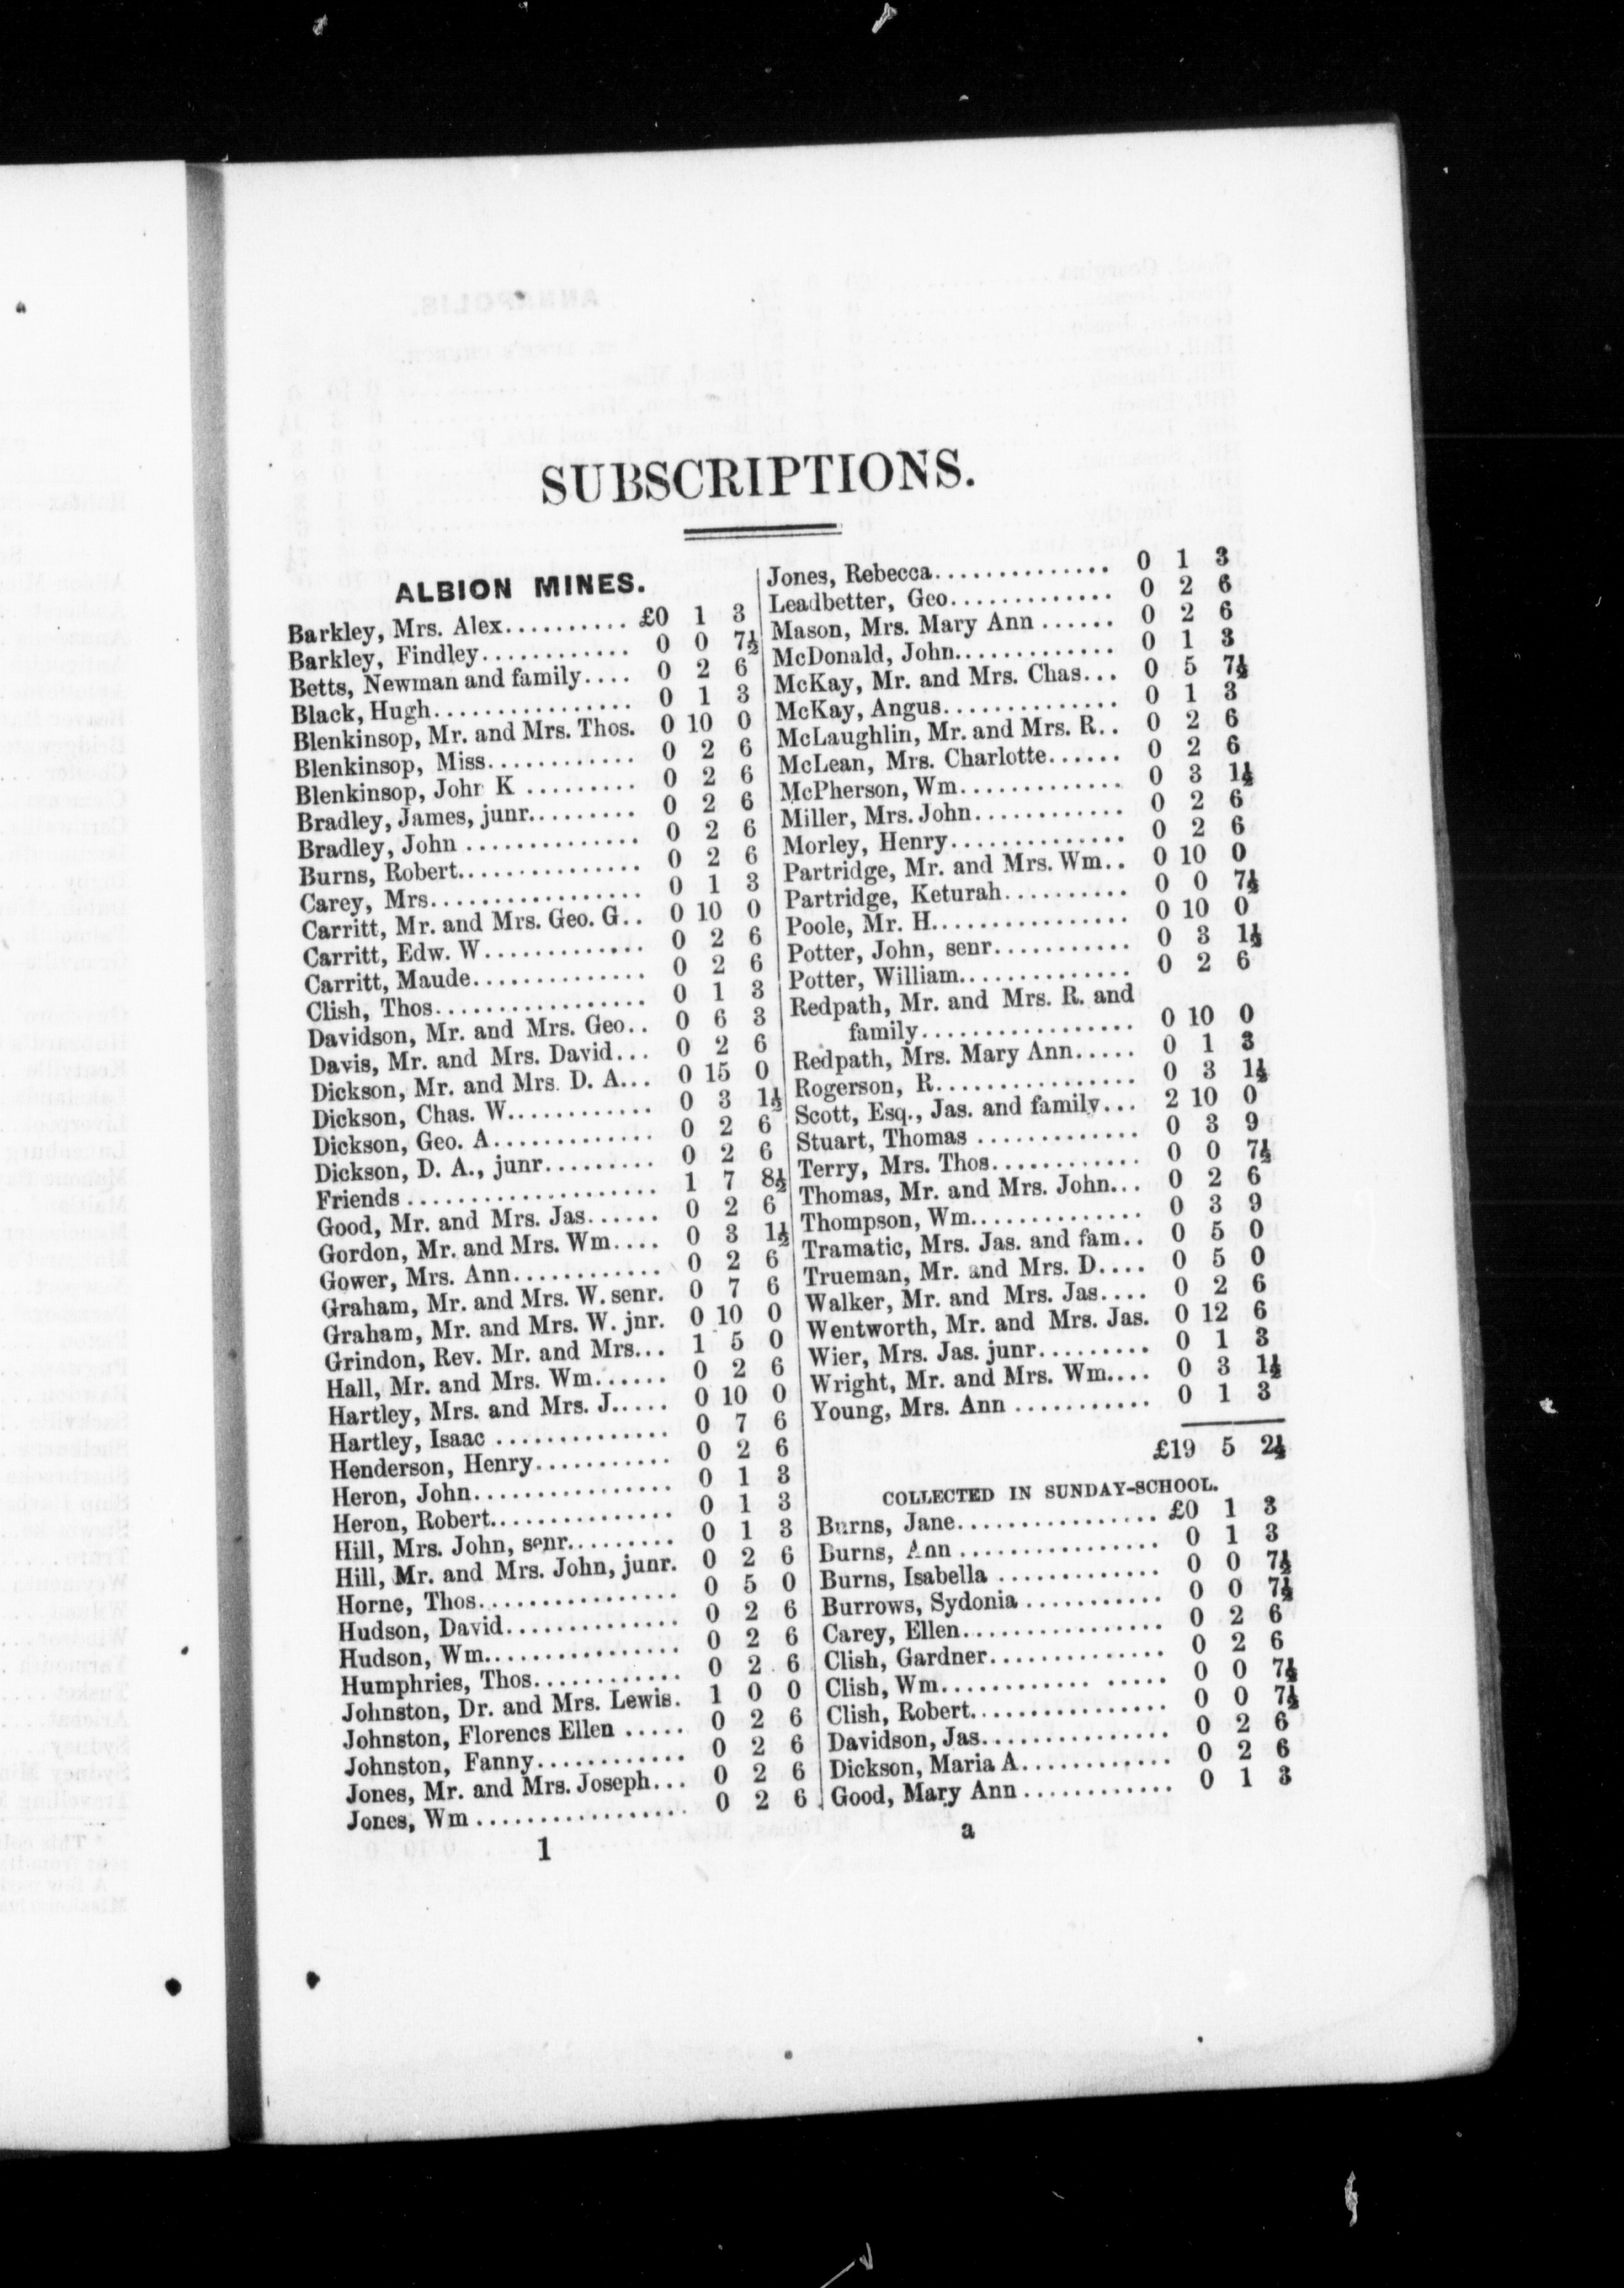 SUBSCRIPTIONS.
ALBION MINES.
Barkley, Mrs. Alex.......... £0 1 3
Barkley, Findley............ 0 0 7½
Betts, Newman and family.... 0 2 6
Black, Hugh................ 0 1 3
Blenkinsop, Mr. and Mrs. Thos. 0 10 0
Blenkinsop, Miss............ 0 2 6
Blenkinsop, John K ......... 0 2 6
Bradley, James, junr......... 0 2 6
Bradley, John .............. 0 2 6
Burns, Robert............... 0 2 6
Carey, Mrs................. 0 1 3
Carritt, Mr. and Mrs. Geo. G.. 0 10 0
Carritt, Edw. W............. 0 2 6
Carritt, Maude.............. 0 2 6
Clish, Thos................. 0 1 3
Davidson, Mr. and Mrs. Geo.. 0 6 3
Davis, Mr. and Mrs. David... 0 2 6
Dickson, Mr. and Mrs. D. A... 0 15 0
Dickson, Chas. W............ 0 3 1½
Dickson, Geo. A............. 0 2 6
Dickson, D. A., junr......... 0 2 6
Friends .................... 1 7 8½
Good, Mr. and Mrs. Jas...... 0 2 6
Gordon, Mr. and Mrs. Wm.... 0 3 1½
Gower, Mrs. Ann............ 0 2 6
Graham, Mr. and Mrs. W. senr. 0 7 6
Graham, Mr. and Mrs. W. jnr. 0 10 0
Grindon, Rev. Mr. and Mrs... 1 5 0
Hall, Mr. and Mrs. Wm...... 0 2 6
Hartley, Mrs. and Mrs. J..... 0 10 0
Hartley, Isaac .............. 0 7 6
Henderson, Henry........... 0 2 6
Heron, John................ 0 1 3
Heron, Robert............... 0 1 3
Hill, Mrs. John, senr......... 0 1 3
Hill, Mr. and Mrs. John, junr. 0 2 6
Horne, Thos................ 0 5 0
Hudson, David.............. 0 2 6
Hudson, Wm................ 0 2 6
Humphries, Thos............ 0 2 6
Johnston, Dr. and Mrs. Lewis. 1 0 0
Johnston, Florencs Ellen ..... 0 2 6
Johnston, Fanny............ 0 2 6
Jones, Mr. and Mrs. Joseph... 0 2 6
Jones, Wm ................. 0 2 6
Jones, Rebecca.............. 0 1 3
Leadbetter, Geo............. 0 2 6
Mason, Mrs. Mary Ann ...... 0 2 6
McDonald, John............. 0 1 3
McKay, Mr. and Mrs. Chas... 0 5 7½
McKay, Angus.............. 0 1 3
McLaughlin, Mr. and Mrs. R.. 0 2 6
McLean, Mrs. Charlotte...... 0 2 6
McPherson, Wm............. 0 3 1½
Miller, Mrs. John............ 0 2 6
Morley, Henry.............. 0 2 6
Partridge, Mr. and Mrs. Wm.. 0 10 0
Partridge, Keturah.......... 0 0 7½
Poole, Mr. H................ 0 10 0
Potter, John, senr........... 0 3 1½
Potter, William.............. 0 2 6
Redpath, Mr. and Mrs. R. and
family................. 0 10 0
Redpath, Mrs. Mary Ann..... 0 1 3
Rogerson, R................ 0 3 1½
Scott, Esq., Jas. and family... 2 10 0
Stuart, Thomas ............. 0 3 9
Terry, Mrs. Thos............ 0 0 7½
Thomas, Mr. and Mrs. John... 0 2 6
Thompson, Wm.............. 0 3 9
Tramatic, Mrs. Jas. and fam.. 0 5 0
Trueman, Mr. and Mrs. D.... 0 5 0
Walker, Mr. and Mrs. Jas.... 0 2 6
Wentworth, Mr. and Mrs. Jas. 0 12 6
Wier, Mrs. Jas. junr......... 0 1 3
Wright, Mr. and Mrs. Wm.... 0 3 1½
Young, Mrs. Ann ........... 0 1 3
£19 5 2½
COLLECTED IN SUNDAY-SCHOOL.
Burns, Jane................ £0 1 3
Burns, Ann ................ 0 1 3
Burns, Isabella ............. 0 0 7½
Burrows, Sydonia ........... 0 0 7½
Carey, Ellen................ 0 2 6
Clish, Gardner.............. 0 2 6
Clish, Wm............ ..... 0 0 7½
Clish, Robert................ 0 0 7½
Davidson, Jas............... 0 2 6
Dickson, Maria A............ 0 2 6
Good, Mary Ann ............ 0 1 3
1 a